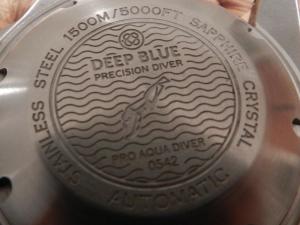 STAINLESS STEEL 1500M/5000FT SAPPHIRE CRYSTAL
DEEP BLUE
PRECISION DIVER
PRO AQUA DIVER
0542
AUTOMATIC